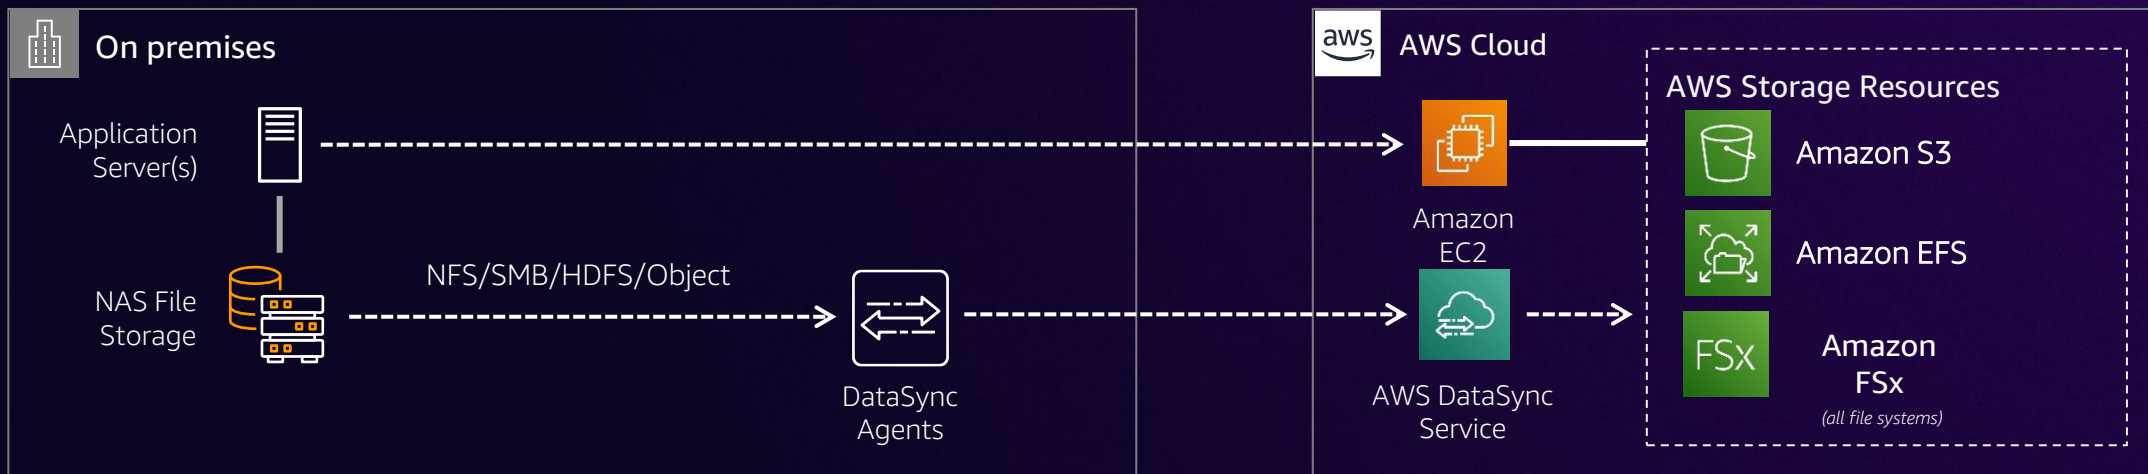 On premises
Application
Server(s)
NAS File
Storage
NFS/SMB/HDFS/Object
DataSync
Agents
aws
AWS Cloud
Amazon
EC2
AWS DataSync
Service
AWS Storage Resources
Amazon S3
Amazon EFS
FSx
Amazon
FSx
(all file systems)